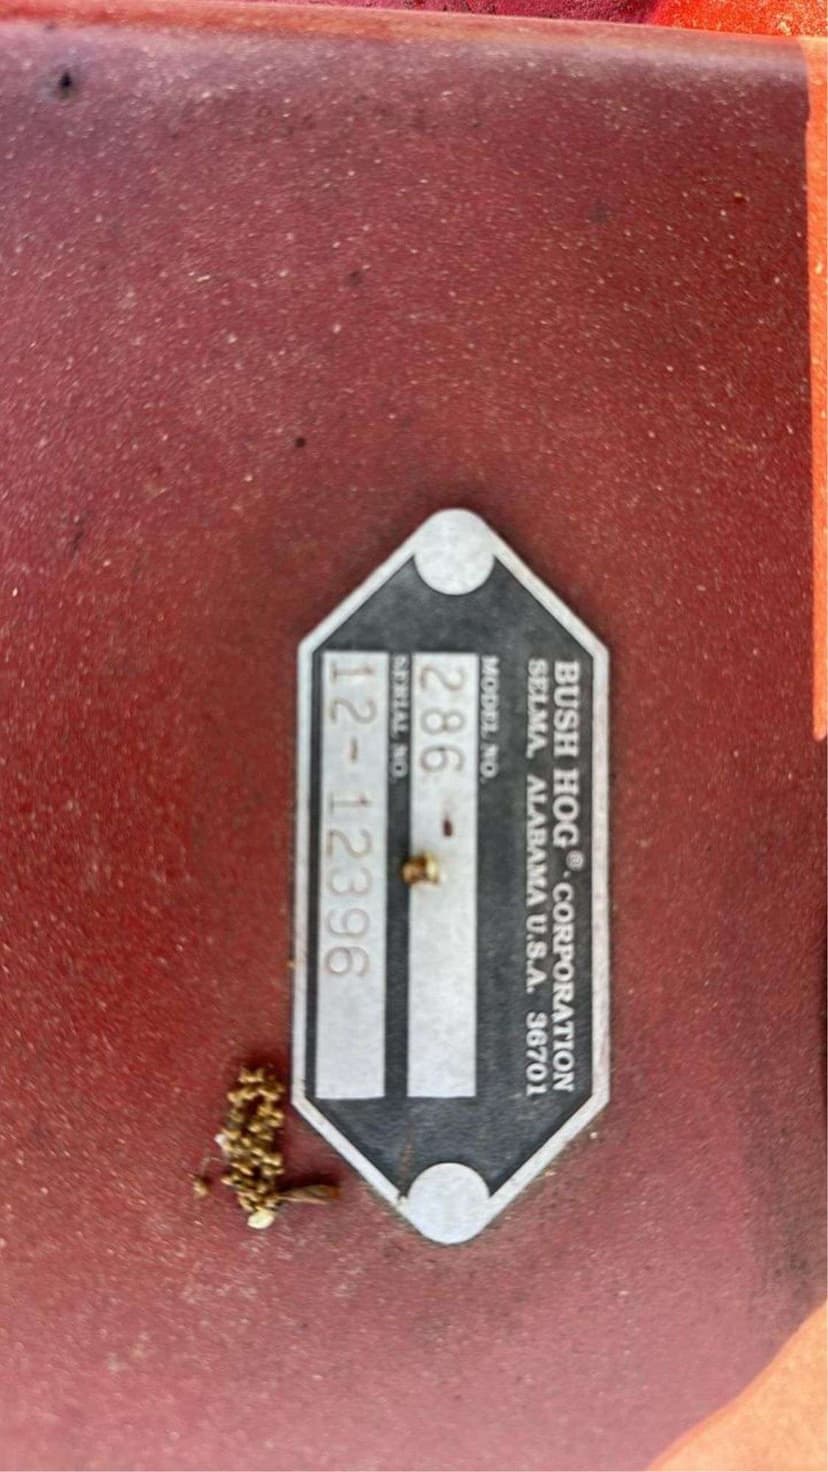 BUSH HOG® CORPORATION
SELMA, ALABAMA U.S.A. 36701
MODEL NO.
286 -
SERIAL NO.
12-12396